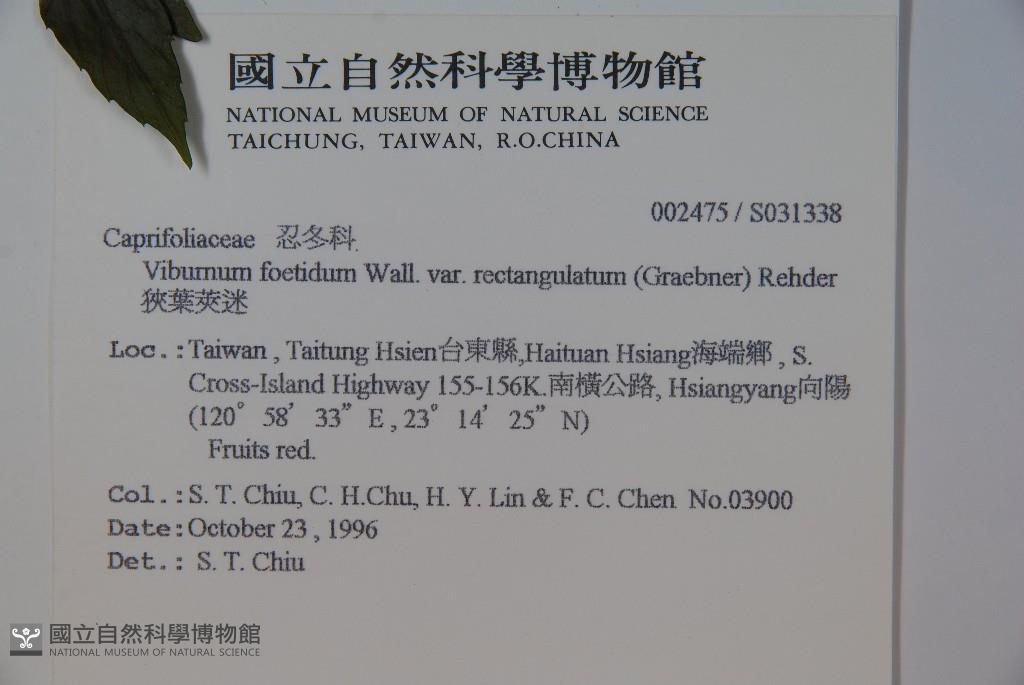 國立自然科學博物館
NATIONAL MUSEUM OF NATURAL SCIENCE
TAICHUNG, TAIWAN, R.O.CHINA
002475 / S031338
Caprifoliaceae 忍冬科.
Viburnum foetidum Wall. var. rectangulatum (Graebner) Rehder
狹葉莢迷
Loc.:Taiwan , Taitung Hsien台東縣,Haituan Hsiang海端鄉 , S.
Cross-Island Highway 155-156K.南橫公路, Hsiangyang向陽
(120° 58’ 33” E , 23° 14’ 25” N)
Fruits red.
Col.:S. T. Chiu, C. H.Chu, H. Y. Lin & F. C. Chen No.03900
Date:October 23 , 1996
Det.: S. T. Chiu
國立自然科學博物館
NATIONAL MUSEUM OF NATURAL SCIENCE